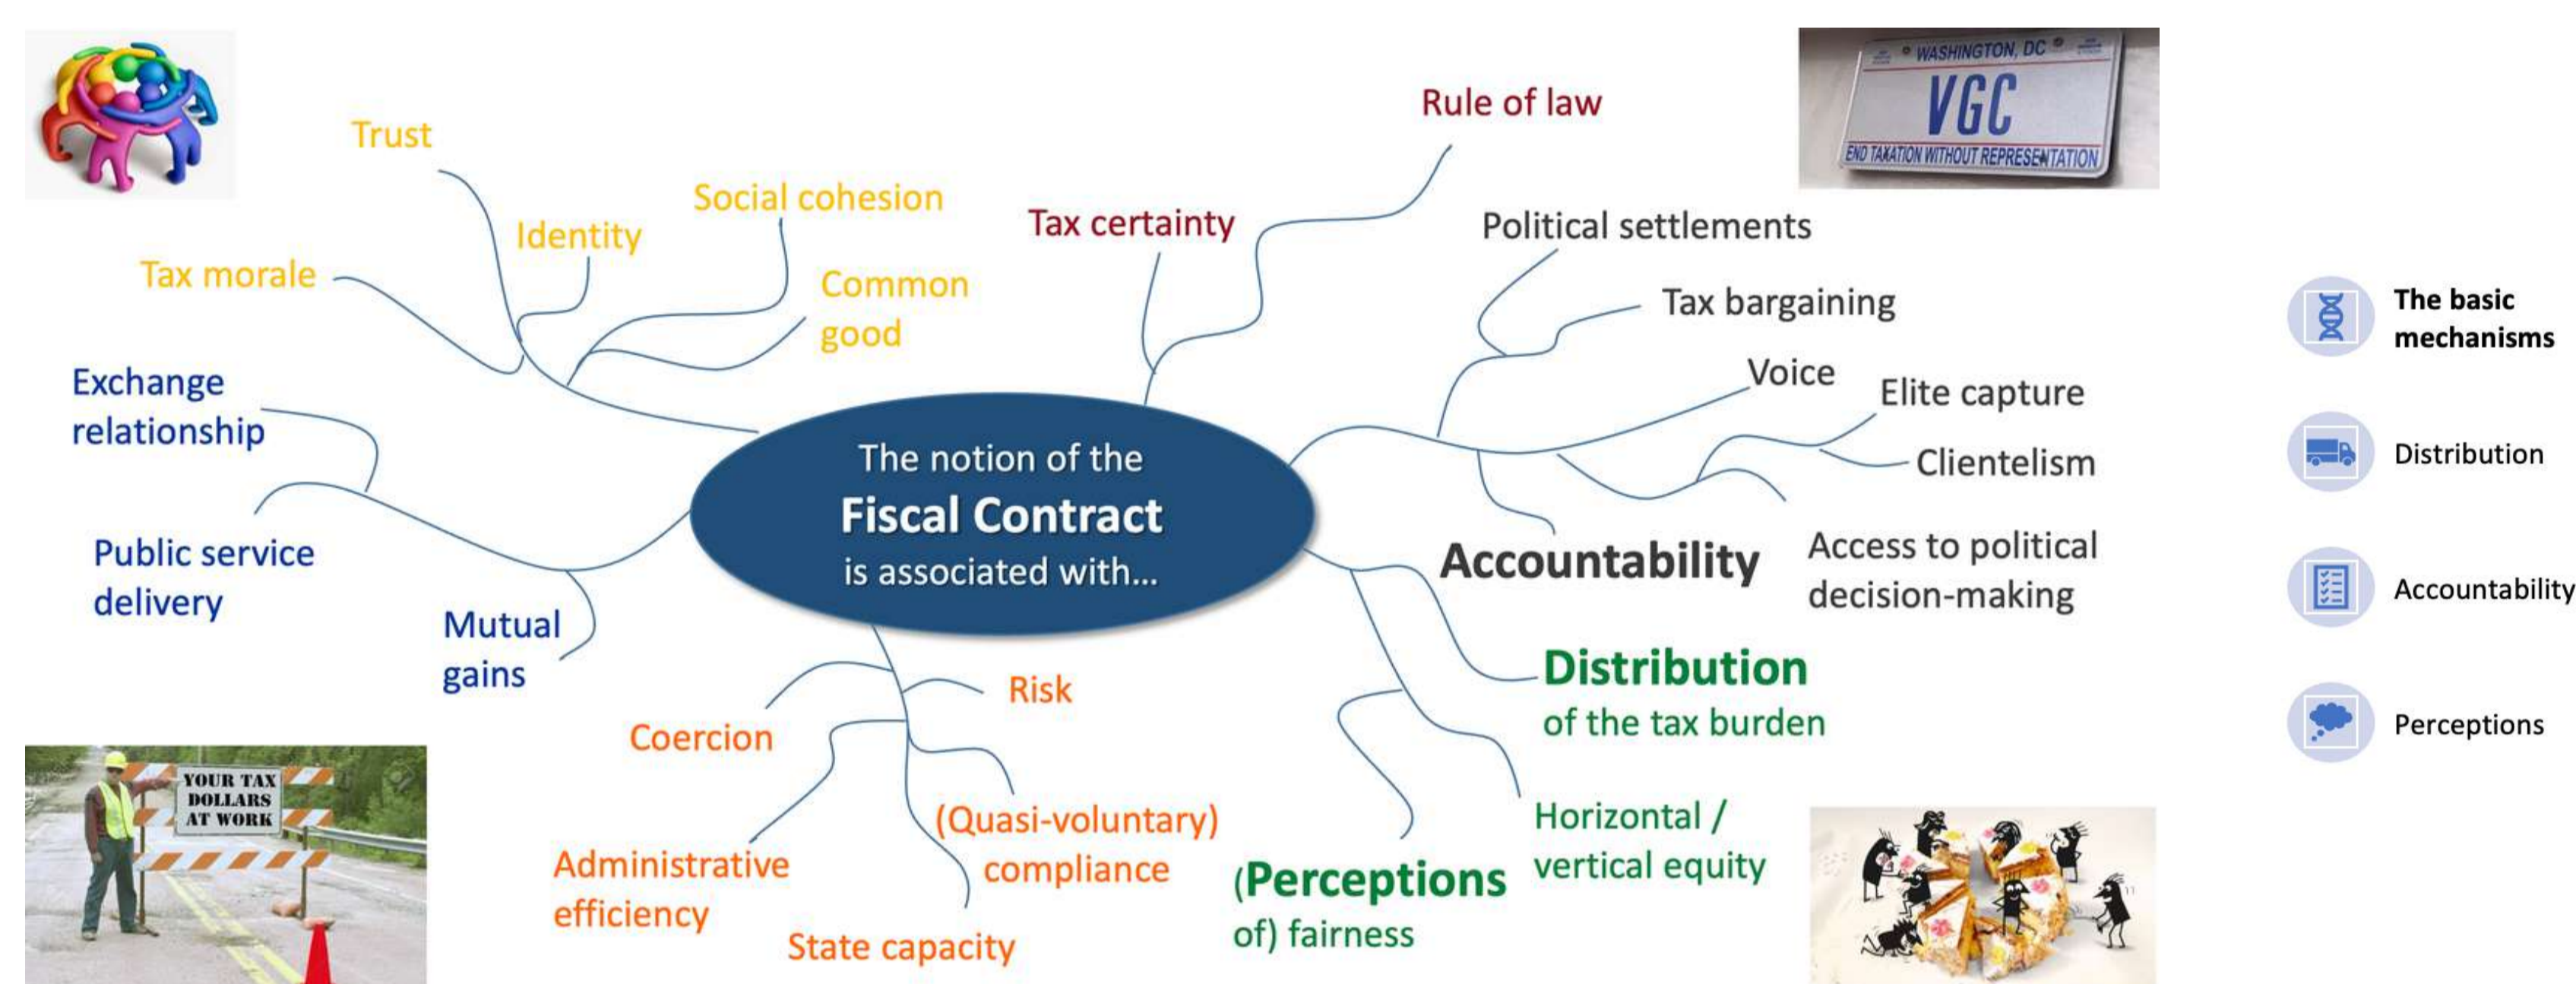 WASHINGTON, DC
VGC
END TAXATION WITHOUT REPRESENTATION
Rule of law
Trust
Social cohesion
Identity
Tax certainty
Political settlements
Tax morale
Common
good
Tax bargaining
The basic
mechanisms
Exchange
relationship
Voice
Elite capture
Clientelism
The notion of the
Fiscal Contract
is associated with...
Distribution
Public service
delivery
Accountability
Access to political
decision-making
Accountability
Mutual
gains
Distribution
of the tax burden
Risk
Coercion
Perceptions
YOUR TAX
DOLLARS
AT WORK
(Quasi-voluntary)
compliance
Horizontal /
vertical equity
Administrative
efficiency
(Perceptions
of) fairness
State capacity